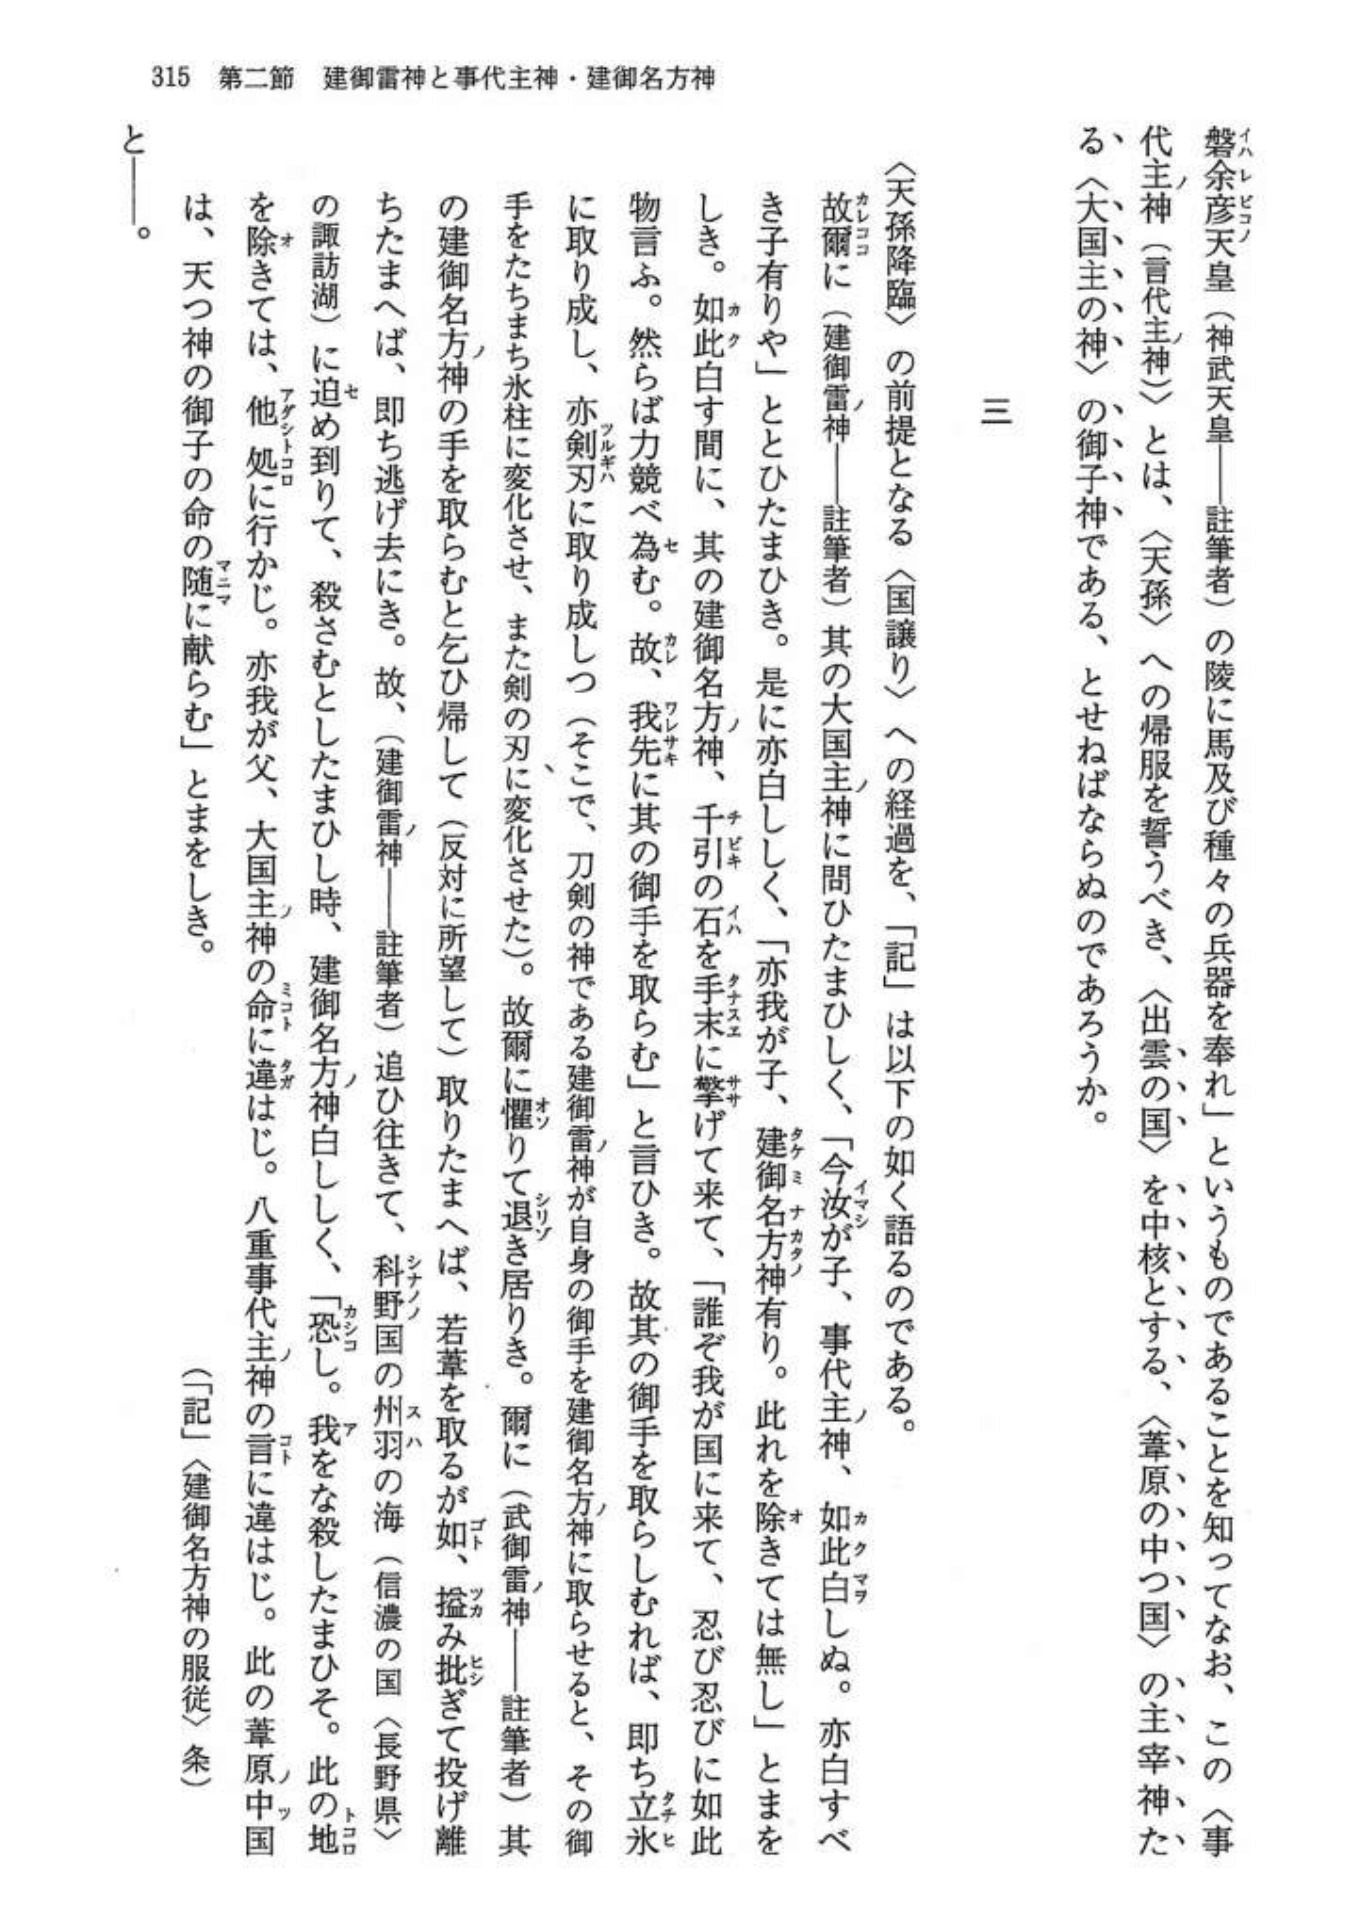 315　第二節　建御雷神と事代主神・建御名方神
磐余彦天皇（神武天皇――註筆者）の陵に馬及び種々の兵器を奉れ」というものであることを知ってなお、この〈事
代主神（言代主神）〉とは、〈天孫〉への帰服を誓うべき、〈出雲の国〉を中核とする、〈葦原の中つ国〉の主宰神た
る〈大国主の神〉の御子神である、とせねばならぬのであろうか。
三
〈天孫降臨〉の前提となる〈国譲り〉への経過を、「記」は以下の如く語るのである。
故爾に（建御雷神――註筆者）其の大国主神に問ひたまひしく、「今汝が子、事代主神、如此白しぬ。亦白すべ
き子有りや」ととひたまひき。是に亦白ししく、「亦我が子、建御名方神有り。此れを除きては無し」とまを
しき。如此白す間に、其の建御名方神、千引の石を手末に擎げて来て、「誰ぞ我が国に来て、忍び忍びに如此
物言ふ。然らば力競べ為む。故、我先に其の御手を取らむ」と言ひき。故其の御手を取らしむれば、即ち立氷
に取り成し、亦剣刃に取り成しつ（そこで、刀剣の神である建御雷神が自身の御手を建御名方神に取らせると、その御
手をたちまち氷柱に変化させ、また剣の刃に変化させた）。故爾に懼りて退き居りき。爾に（武御雷神――註筆者）其
の建御名方神の手を取らむと乞ひ帰して（反対に所望して）取りたまへば、若葦を取るが如、搤み批ぎて投げ離
ちたまへば、即ち逃げ去にき。故、（建御雷神――註筆者）追ひ往きて、科野国の州羽の海（信濃の国〈長野県〉
の諏訪湖）に迫め到りて、殺さむとしたまひし時、建御名方神白ししく、「恐し。我をな殺したまひそ。此の地
を除きては、他処に行かじ。亦我が父、大国主神の命に違はじ。八重事代主神の言に違はじ。此の葦原中国
は、天つ神の御子の命の随に献らむ」とまをしき。
（「記」〈建御名方神の服従〉条）
と――。